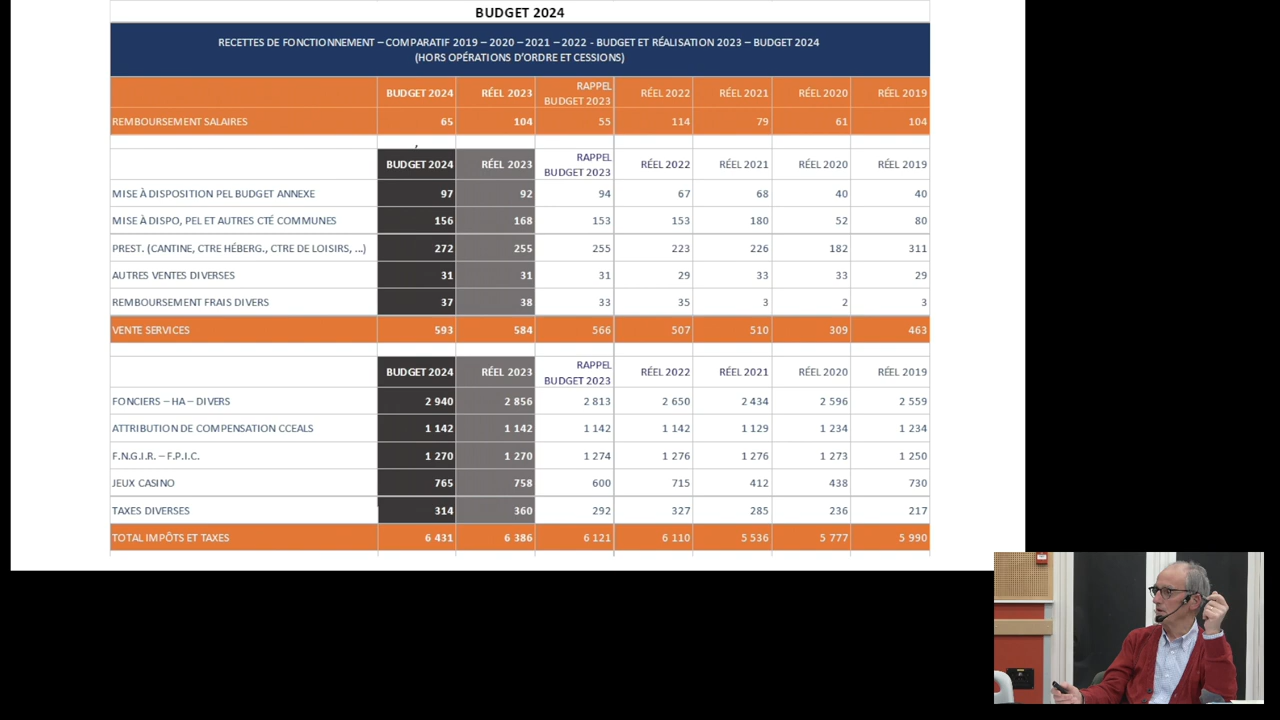 BUDGET 2024
RECETTES DE FONCTIONNEMENT – COMPARATIF 2019 – 2020 – 2021 – 2022 - BUDGET ET RÉALISATION 2023 – BUDGET 2024
(HORS OPÉRATIONS D'ORDRE ET CESSIONS)
BUDGET 2024 RÉEL 2023 RAPPEL BUDGET 2023 RÉEL 2022 RÉEL 2021 RÉEL 2020 RÉEL 2019
REMBOURSEMENT SALAIRES 65 104 55 114 79 61 104
BUDGET 2024 RÉEL 2023 RAPPEL BUDGET 2023 RÉEL 2022 RÉEL 2021 RÉEL 2020 RÉEL 2019
MISE À DISPOSITION PEL BUDGET ANNEXE 97 92 94 67 68 40 40
MISE À DISPO, PEL ET AUTRES CTÉ COMMUNES 156 168 153 153 180 52 80
PREST. (CANTINE, CTRE HÉBERG., CTRE DE LOISIRS, ...) 272 255 255 223 226 182 311
AUTRES VENTES DIVERSES 31 31 31 29 33 33 29
REMBOURSEMENT FRAIS DIVERS 37 38 33 35 3 2 3
VENTE SERVICES 593 584 566 507 510 309 463
BUDGET 2024 RÉEL 2023 RAPPEL BUDGET 2023 RÉEL 2022 RÉEL 2021 RÉEL 2020 RÉEL 2019
FONCIERS – HA – DIVERS 2 940 2 856 2 813 2 650 2 434 2 596 2 559
ATTRIBUTION DE COMPENSATION CCEALS 1 142 1 142 1 142 1 142 1 129 1 234 1 234
F.N.G.I.R. – F.P.I.C. 1 270 1 270 1 274 1 276 1 276 1 273 1 250
JEUX CASINO 765 758 600 715 412 438 730
TAXES DIVERSES 314 360 292 327 285 236 217
TOTAL IMPÔTS ET TAXES 6 431 6 386 6 121 6 110 5 536 5 777 5 990